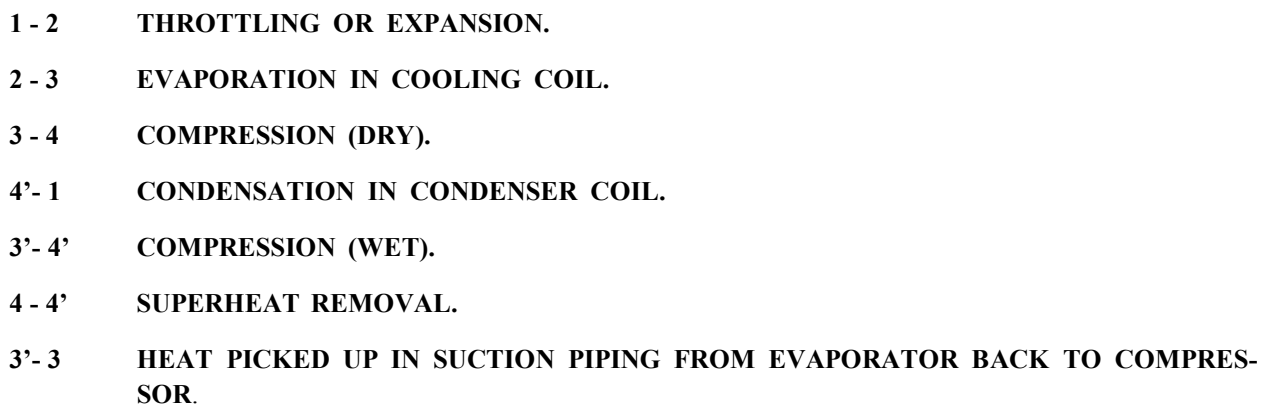 1 - 2 THROTTLING OR EXPANSION.
2 - 3 EVAPORATION IN COOLING COIL.
3 - 4 COMPRESSION (DRY).
4’- 1 CONDENSATION IN CONDENSER COIL.
3’- 4’ COMPRESSION (WET).
4 - 4’ SUPERHEAT REMOVAL.
3’- 3 HEAT PICKED UP IN SUCTION PIPING FROM EVAPORATOR BACK TO COMPRES-
SOR.